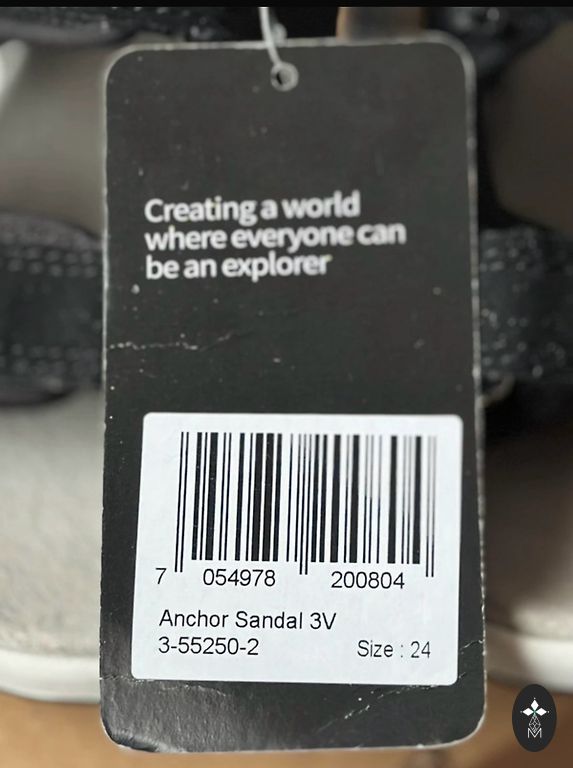 Creating a world
where everyone can
be an explorer
7 054978 200804
Anchor Sandal 3V
3-55250-2 Size : 24
M